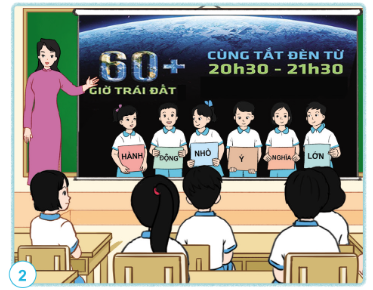 60+
GIỜ TRÁI ĐẤT
CÙNG TẮT ĐÈN TỪ
20h30 - 21h30
HÀNH ĐỘNG NHỎ Ý NGHĨA LỚN
2